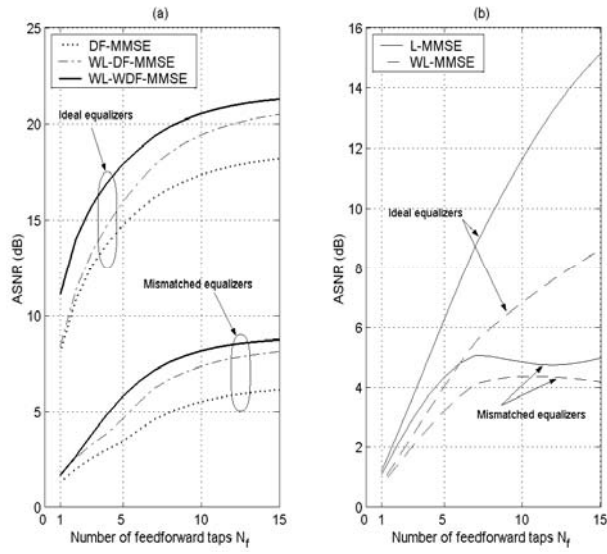 (a)
DF-MMSE
WL-DF-MMSE
WL-WDF-MMSE
Ideal equalizers
Mismatched equalizers
ASNR (dB)
25
20
15
10
5
0
0 1 5 10 15
Number of feedforward taps Nf
(b)
L-MMSE
WL-MMSE
Ideal equalizers
Mismatched equalizers
ASNR (dB)
16
14
12
10
8
6
4
2
0
0 1 5 10 15
Number of feedforward taps Nf